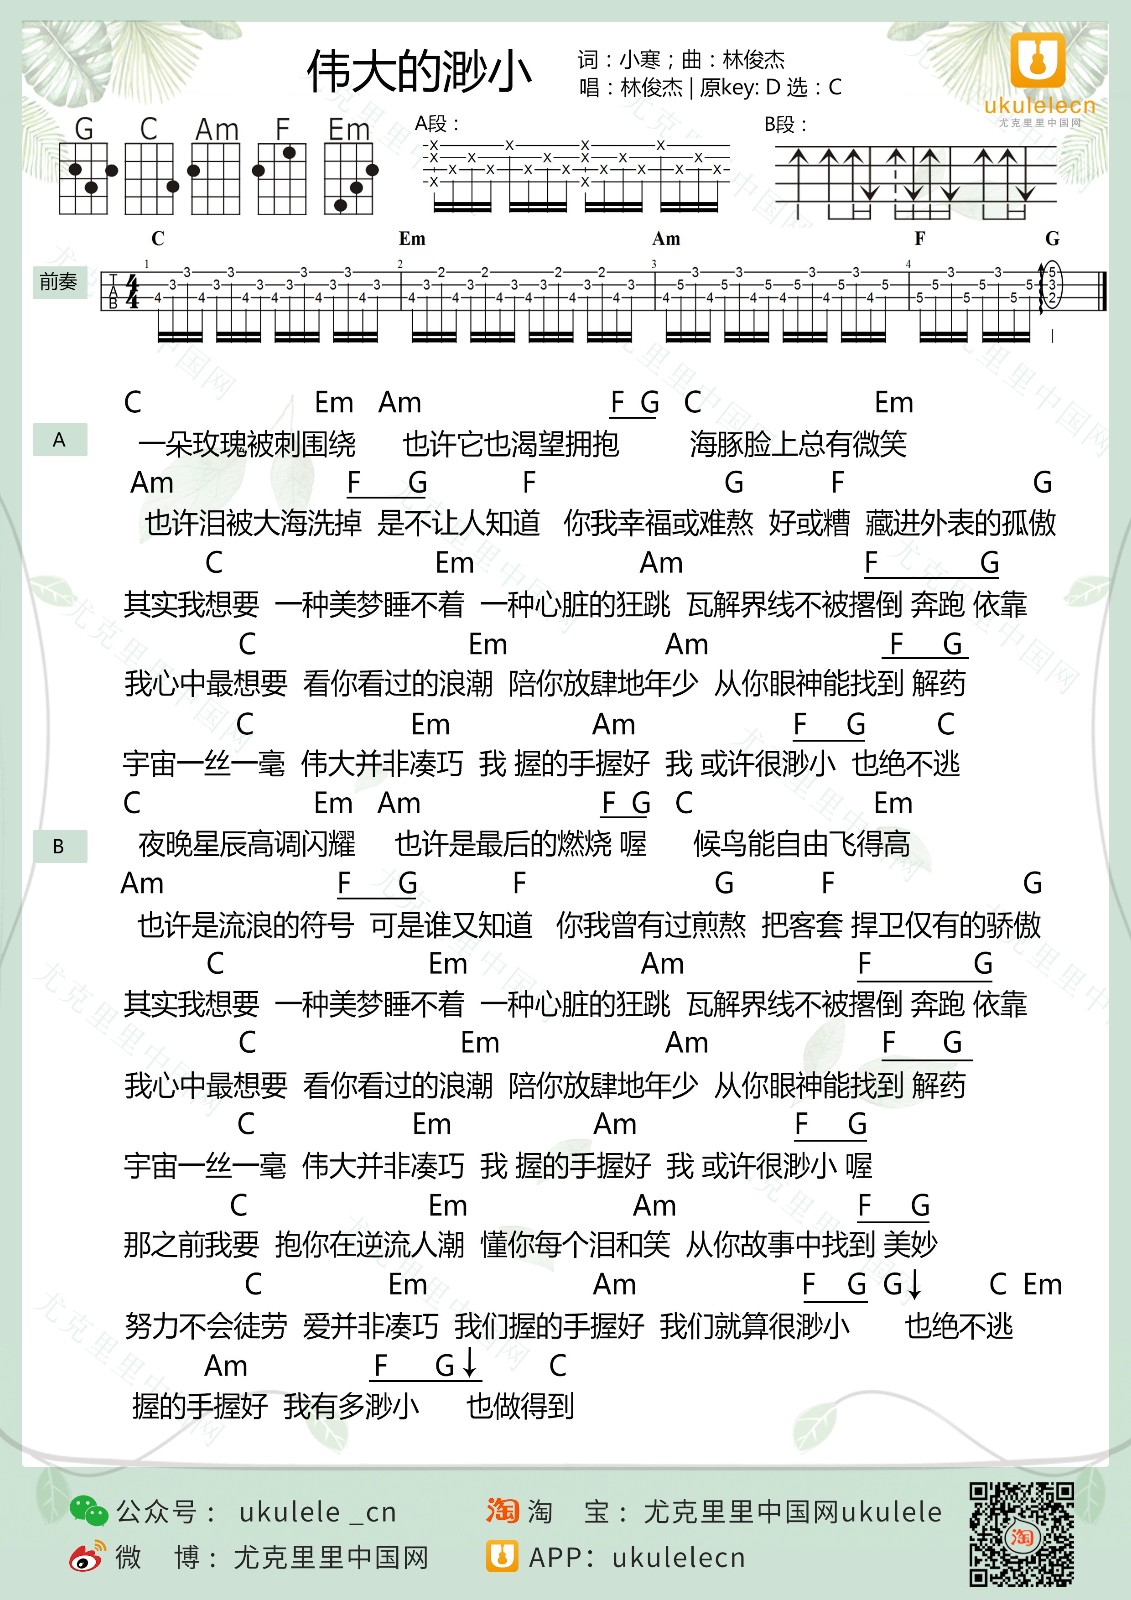 伟大的渺小
词：小寒；曲：林俊杰
唱：林俊杰 | 原key: D 选：C
ukulelecn
尤克里里中国网
G C Am F Em
A段：
B段：
C Em Am F G
前奏
C Em Am F G C Em
A
一朵玫瑰被刺围绕 也许它也渴望拥抱 海豚脸上总有微笑
Am F G F G F G
也许泪被大海洗掉 是不让人知道 你我幸福或难熬 好或糟 藏进外表的孤傲
C Em Am F G
其实我想要 一种美梦睡不着 一种心脏的狂跳 瓦解界线不被撂倒 奔跑 依靠
C Em Am F G
我心中最想要 看你看过的浪潮 陪你放肆地年少 从你眼神能找到 解药
C Em Am F G C
宇宙一丝一毫 伟大并非凑巧 我 握的手握好 我 或许很渺小 也绝不逃
C Em Am F G C Em
B
夜晚星辰高调闪耀 也许是最后的燃烧 喔 候鸟能自由飞得高
Am F G F G F G
也许是流浪的符号 可是谁又知道 你我曾有过煎熬 把客套 捍卫仅有的骄傲
C Em Am F G
其实我想要 一种美梦睡不着 一种心脏的狂跳 瓦解界线不被撂倒 奔跑 依靠
C Em Am F G
我心中最想要 看你看过的浪潮 陪你放肆地年少 从你眼神能找到 解药
C Em Am F G
宇宙一丝一毫 伟大并非凑巧 我 握的手握好 我 或许很渺小 喔
C Em Am F G
那之前我要 抱你在逆流人潮 懂你每个泪和笑 从你故事中找到 美妙
C Em Am F G G↓ C Em
努力不会徒劳 爱并非凑巧 我们握的手握好 我们就算很渺小 也绝不逃
Am F G↓ C
握的手握好 我有多渺小 也做得到
公众号： ukulele _cn
淘 宝：尤克里里中国网ukulele
微 博：尤克里里中国网
APP：ukulelecn
淘